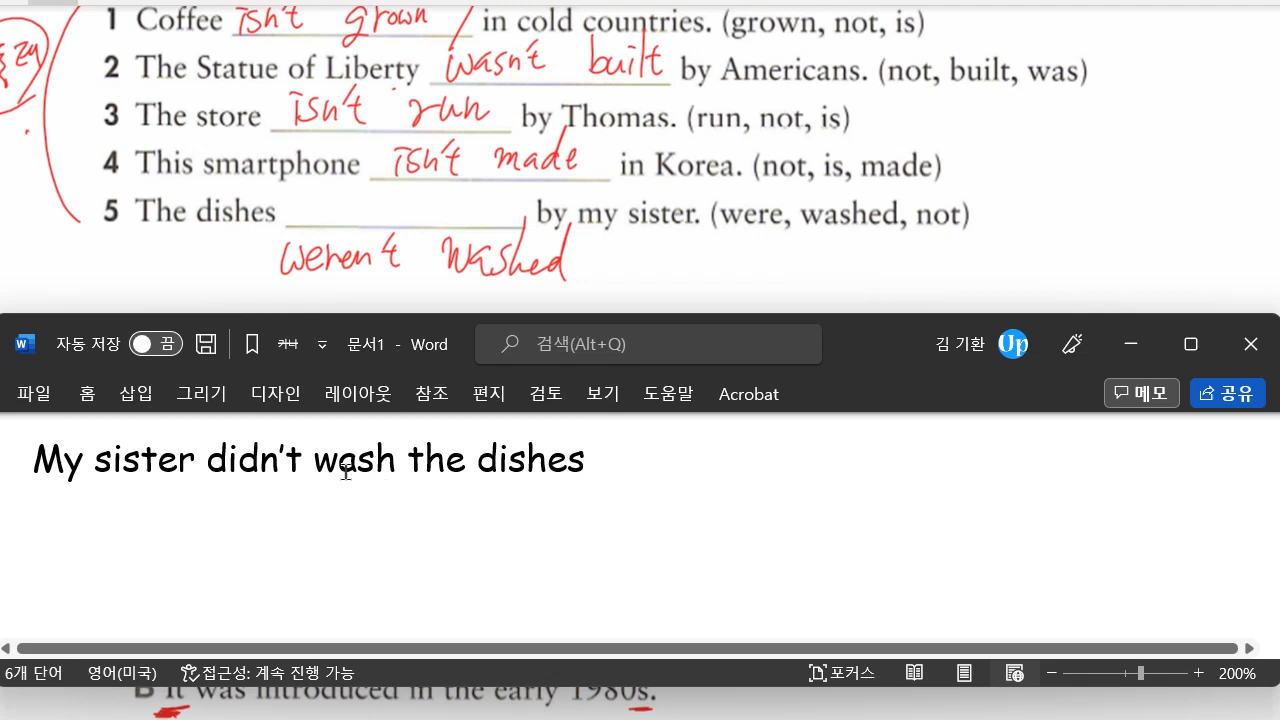 1 Coffee isn't grown in cold countries. (grown, not, is)
2 The Statue of Liberty wasn't built by Americans. (not, built, was)
3 The store isn't run by Thomas. (run, not, is)
4 This smartphone isn't made in Korea. (not, is, made)
5 The dishes by my sister. (were, washed, not)
weren't washed
자동 저장 끔 가나 문서1 - Word 검색(Alt+Q) 김 기환 Up
파일 홈 삽입 그리기 디자인 레이아웃 참조 편지 검토 보기 도움말 Acrobat 메모 공유
My sister didn't wash the dishes
6개 단어 영어(미국) 접근성: 계속 진행 가능 포커스 200%
B It was introduced in the early 1980s.